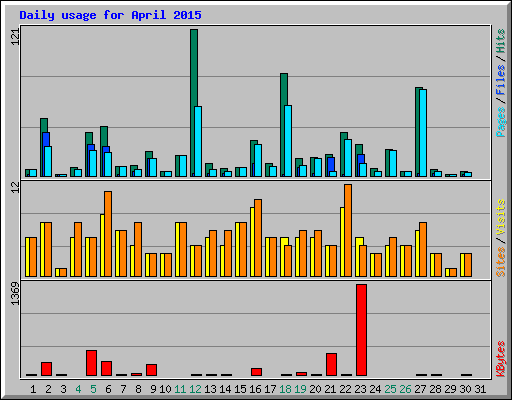 Daily usage for April 2015
121
Pages / Files / Hits
12
Sites / Visits
1369
KBytes
1 2 3 4 5 6 7 8 9 10 11 12 13 14 15 16 17 18 19 20 21 22 23 24 25 26 27 28 29 30 31